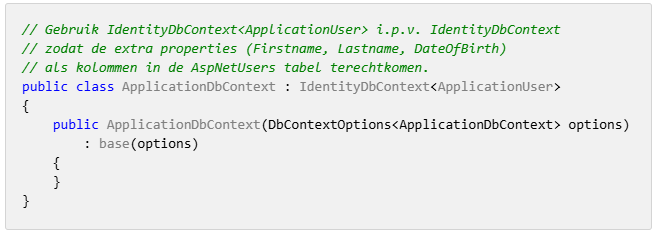 // Gebruik IdentityDbContext<ApplicationUser> i.p.v. IdentityDbContext
// zodat de extra properties (Firstname, Lastname, DateOfBirth)
// als kolommen in de AspNetUsers tabel terechtkomen.
public class ApplicationDbContext : IdentityDbContext<ApplicationUser>
{
    public ApplicationDbContext(DbContextOptions<ApplicationDbContext> options)
        : base(options)
    {
    }
}